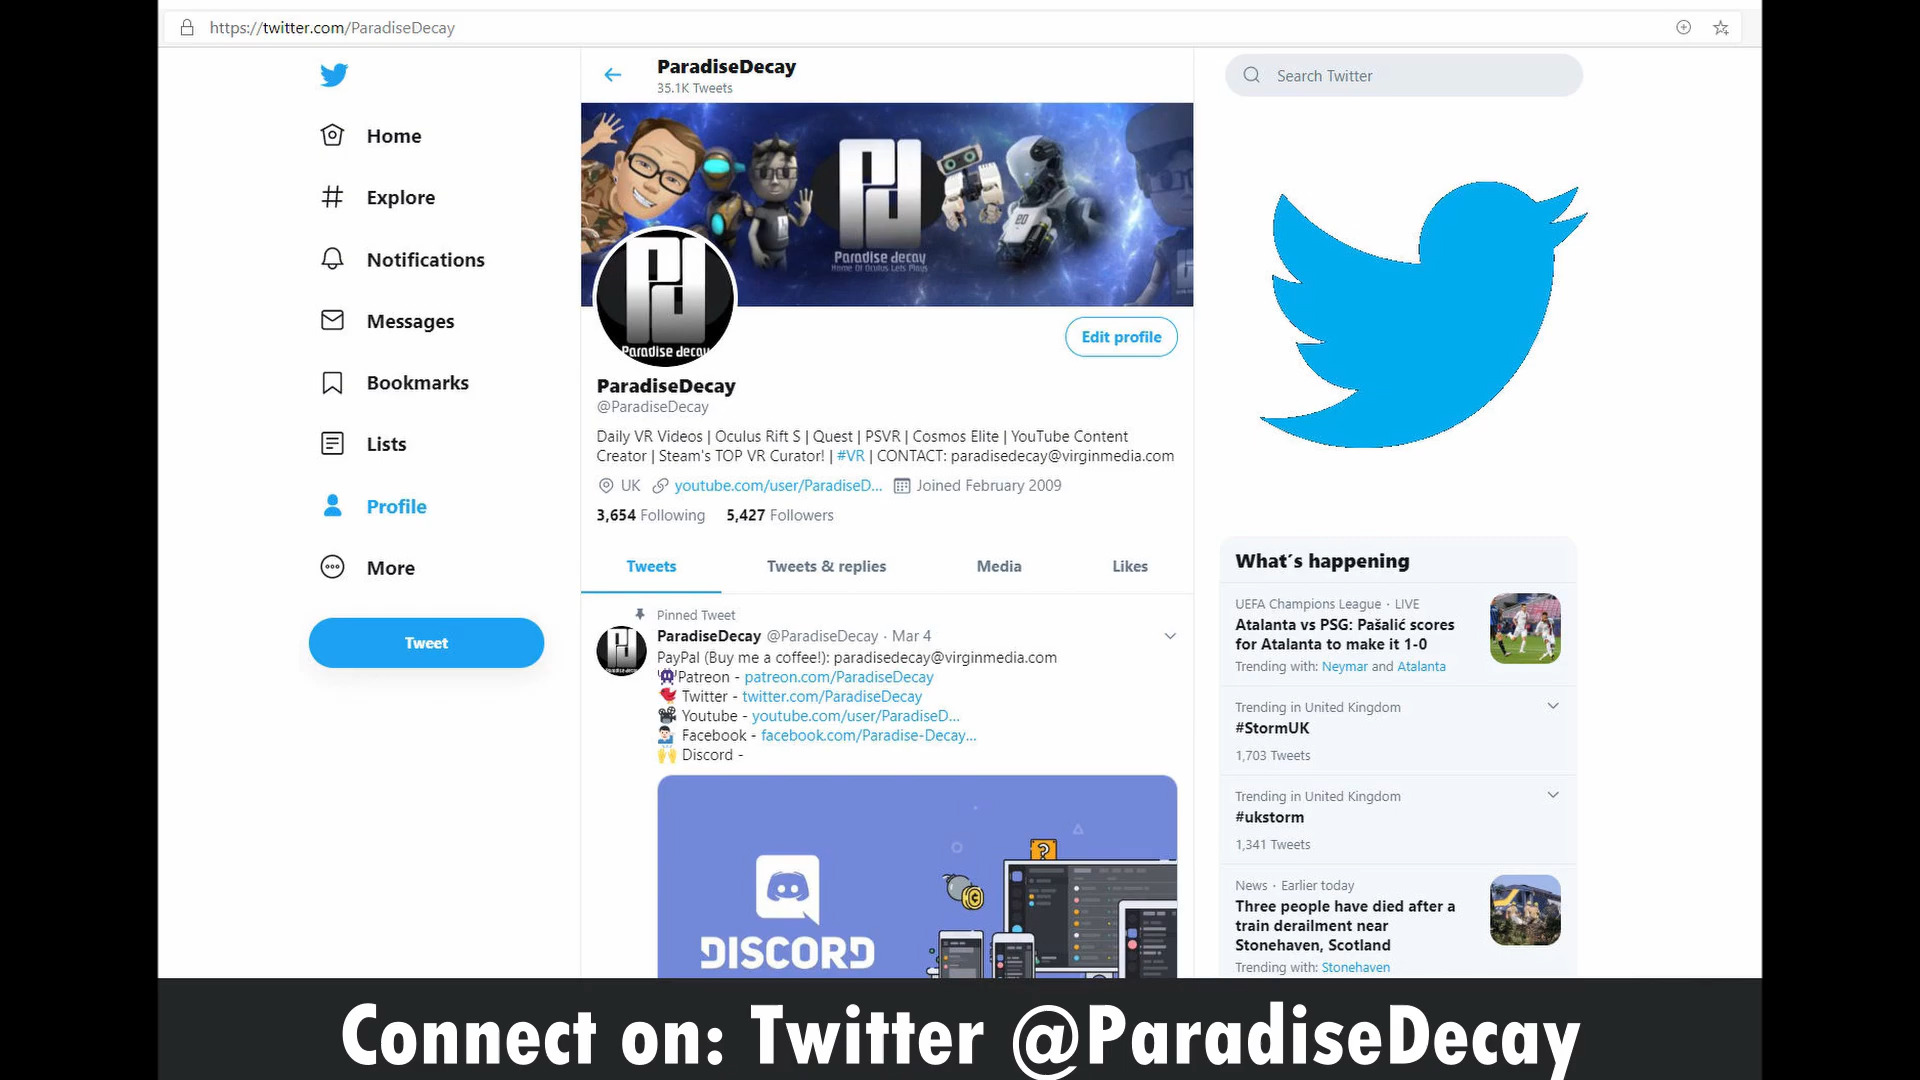 https://twitter.com/ParadiseDecay
Home
Explore
Notifications
Messages
Bookmarks
Lists
Profile
More
Tweet
ParadiseDecay
35.1K Tweets
Paradise decay
Home Of Oculus Lets Plays
Paradise decay
Edit profile
ParadiseDecay
@ParadiseDecay
Daily VR Videos | Oculus Rift S | Quest | PSVR | Cosmos Elite | YouTube Content
Creator | Steam's TOP VR Curator! | #VR | CONTACT: paradisedecay@virginmedia.com
UK youtube.com/user/ParadiseD... Joined February 2009
3,654 Following 5,427 Followers
Tweets Tweets & replies Media Likes
Pinned Tweet
ParadiseDecay @ParadiseDecay · Mar 4
PayPal (Buy me a coffee!): paradisedecay@virginmedia.com
Patreon - patreon.com/ParadiseDecay
Twitter - twitter.com/ParadiseDecay
Youtube - youtube.com/user/ParadiseD...
Facebook - facebook.com/Paradise-Decay...
Discord -
DISCORD
Search Twitter
What´s happening
UEFA Champions League · LIVE
Atalanta vs PSG: Pašalić scores
for Atalanta to make it 1-0
Trending with: Neymar and Atalanta
Trending in United Kingdom
#StormUK
1,703 Tweets
Trending in United Kingdom
#ukstorm
1,341 Tweets
News · Earlier today
Three people have died after a
train derailment near
Stonehaven, Scotland
Trending with: Stonehaven
Connect on: Twitter @ParadiseDecay